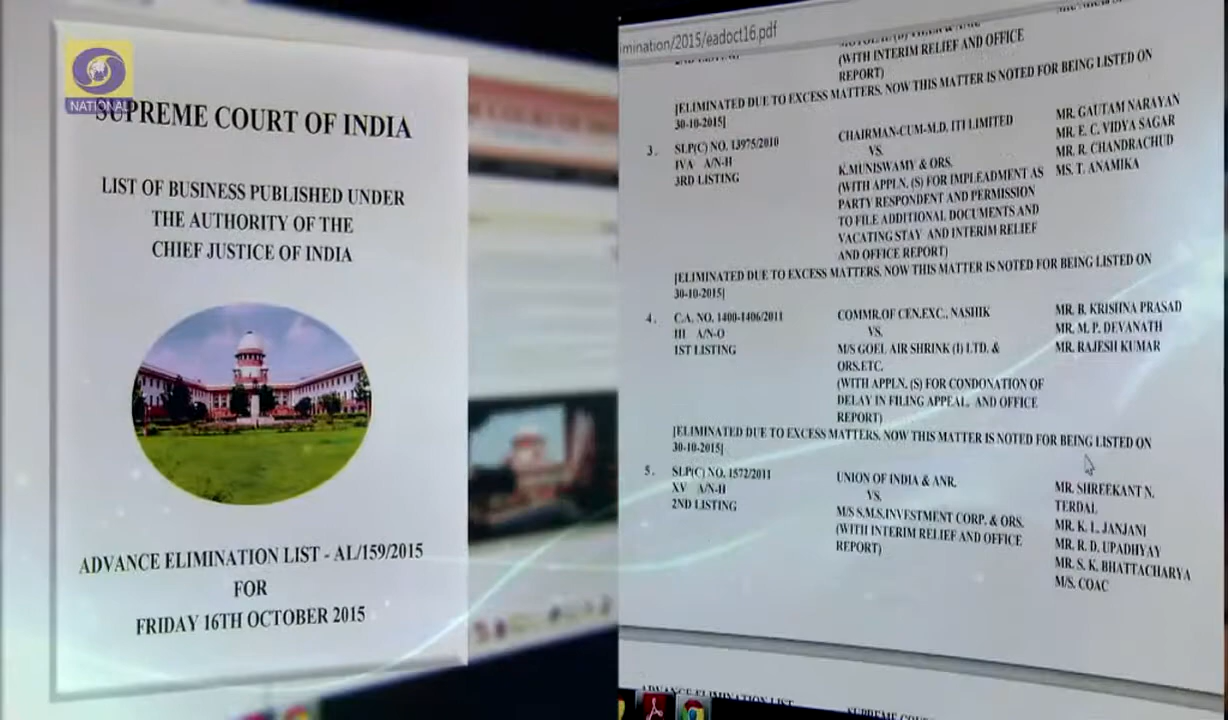 NATIONAL
SUPREME COURT OF INDIA
LIST OF BUSINESS PUBLISHED UNDER
THE AUTHORITY OF THE
CHIEF JUSTICE OF INDIA
ADVANCE ELIMINATION LIST - AL/159/2015
FOR
FRIDAY 16TH OCTOBER 2015
imination/2015/eadoct16.pdf
(WITH INTERIM RELIEF AND OFFICE
REPORT)
[ELIMINATED DUE TO EXCESS MATTERS. NOW THIS MATTER IS NOTED FOR BEING LISTED ON
30-10-2015]
3. SLP(C) NO. 13975/2010 CHAIRMAN-CUM-M.D. ITI LIMITED MR. GAUTAM NARAYAN
IVA A/N-H VS. MR. E. C. VIDYA SAGAR
3RD LISTING K.MUNISWAMY & ORS. MR. R. CHANDRACHUD
(WITH APPLN. (S) FOR IMPLEADMENT AS MS. T. ANAMIKA
PARTY RESPONDENT AND PERMISSION
TO FILE ADDITIONAL DOCUMENTS AND
VACATING STAY AND INTERIM RELIEF
AND OFFICE REPORT)
[ELIMINATED DUE TO EXCESS MATTERS. NOW THIS MATTER IS NOTED FOR BEING LISTED ON
30-10-2015]
4. C.A. NO. 1400-1406/2011 COMMR.OF CEN.EXC., NASHIK MR. B. KRISHNA PRASAD
III A/N-O VS. MR. M. P. DEVANATH
1ST LISTING M/S GOEL AIR SHRINK (I) LTD. & MR. RAJESH KUMAR
ORS.ETC.
(WITH APPLN. (S) FOR CONDONATION OF
DELAY IN FILING APPEAL, AND OFFICE
REPORT)
[ELIMINATED DUE TO EXCESS MATTERS. NOW THIS MATTER IS NOTED FOR BEING LISTED ON
30-10-2015]
5. SLP(C) NO. 1572/2011 UNION OF INDIA & ANR. MR. SHREEKANT N.
XV A/N-H VS. TERDAL
2ND LISTING M/S S.M.S.INVESTMENT CORP. & ORS. MR. K. L. JANJANI
(WITH INTERIM RELIEF AND OFFICE MR. R. D. UPADHYAY
REPORT) MR. S. K. BHATTACHARYA
M/S. COAC
ADVANCE ELIMINATION LIST